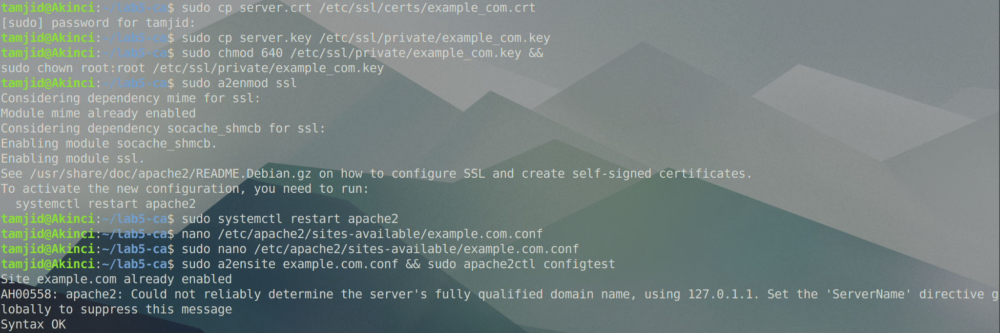 tamjid@Akinci:~/lab5-ca$ sudo cp server.crt /etc/ssl/certs/example_com.crt
[sudo] password for tamjid:
tamjid@Akinci:~/lab5-ca$ sudo cp server.key /etc/ssl/private/example_com.key
tamjid@Akinci:~/lab5-ca$ sudo chmod 640 /etc/ssl/private/example_com.key &&
sudo chown root:root /etc/ssl/private/example_com.key
tamjid@Akinci:~/lab5-ca$ sudo a2enmod ssl
Considering dependency mime for ssl:
Module mime already enabled
Considering dependency socache_shmcb for ssl:
Enabling module socache_shmcb.
Enabling module ssl.
See /usr/share/doc/apache2/README.Debian.gz on how to configure SSL and create self-signed certificates.
To activate the new configuration, you need to run:
  systemctl restart apache2
tamjid@Akinci:~/lab5-ca$ sudo systemctl restart apache2
tamjid@Akinci:~/lab5-ca$ nano /etc/apache2/sites-available/example.com.conf
tamjid@Akinci:~/lab5-ca$ sudo nano /etc/apache2/sites-available/example.com.conf
tamjid@Akinci:~/lab5-ca$ sudo a2ensite example.com.conf && sudo apache2ctl configtest
Site example.com already enabled
AH00558: apache2: Could not reliably determine the server's fully qualified domain name, using 127.0.1.1. Set the 'ServerName' directive g
lobally to suppress this message
Syntax OK